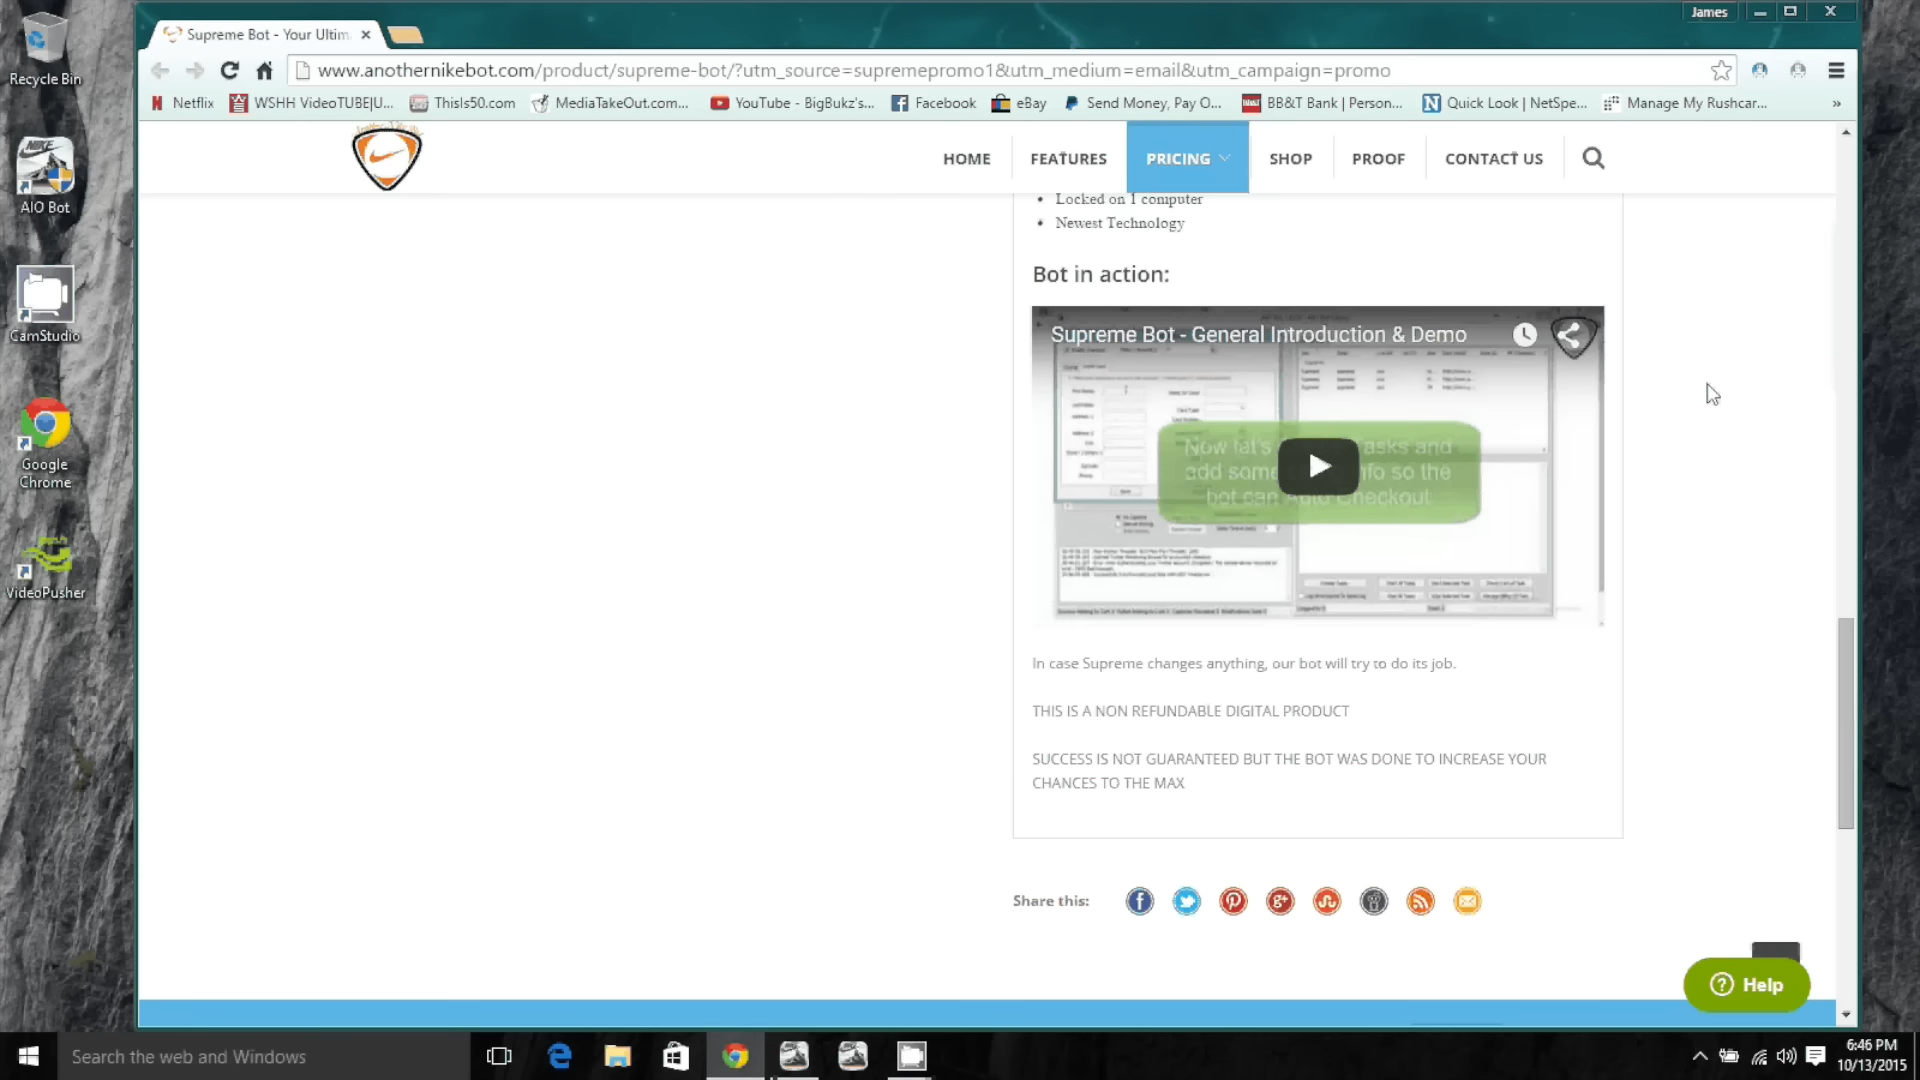 James
Supreme Bot - Your Ultim
www.anothernikebot.com/product/supreme-bot/?utm_source=supremepromo1&utm_medium=email&utm_campaign=promo
Netflix WSHH VideoTUBE|U... ThisIs50.com MediaTakeOut.com... YouTube - BigBukz's... Facebook eBay Send Money, Pay O... BB&T Bank | Person... Quick Look | NetSpe... Manage My Rushcar... »
Recycle Bin
AIO Bot
CamStudio
Google
Chrome
VideoPusher
HOME FEATURES PRICING SHOP PROOF CONTACT US
• Locked on 1 computer
• Newest Technology
Bot in action:
Supreme Bot - General Introduction & Demo
add some
In case Supreme changes anything, our bot will try to do its job.
THIS IS A NON REFUNDABLE DIGITAL PRODUCT
SUCCESS IS NOT GUARANTEED BUT THE BOT WAS DONE TO INCREASE YOUR
CHANCES TO THE MAX
Share this:
Help
Search the web and Windows
6:46 PM
10/13/2015